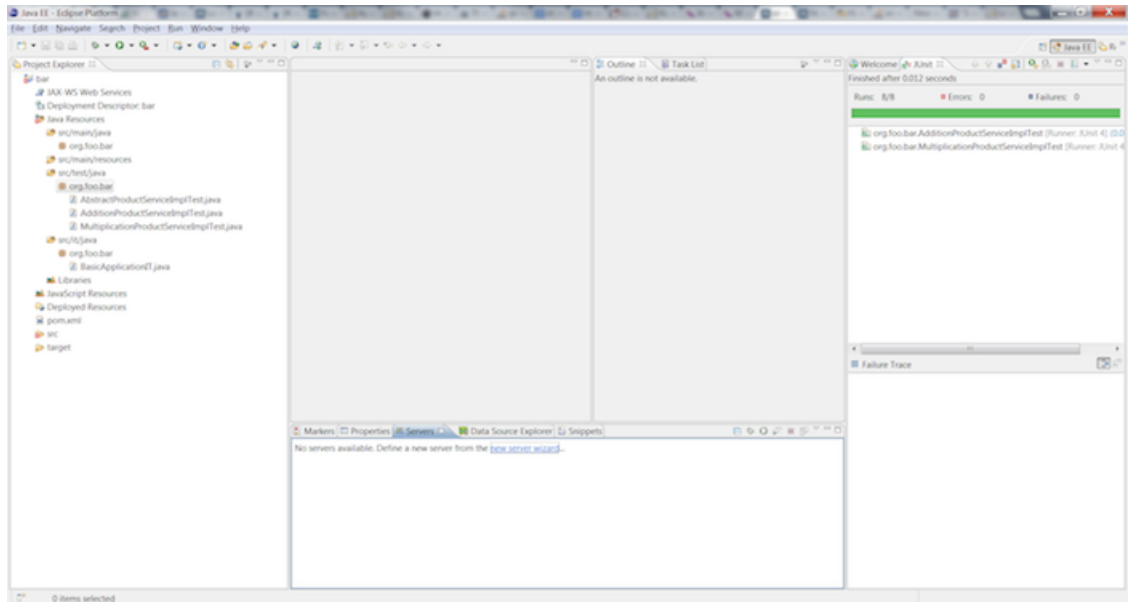 Java EE - Eclipse Platform
File Edit Navigate Search Project Run Window Help
Java EE
Project Explorer
bar
JAX-WS Web Services
Deployment Descriptor: bar
Java Resources
src/main/java
org.foo.bar
src/main/resources
src/test/java
org.foo.bar
AbstractProductServiceImplTest.java
AdditionProductServiceImplTest.java
MultiplicationProductServiceImplTest.java
src/it/java
org.foo.bar
BasicApplicationIT.java
Libraries
JavaScript Resources
Deployed Resources
pom.xml
src
target
Outline Task List
An outline is not available.
Welcome JUnit
Finished after 0.012 seconds
Runs: 8/8 Errors: 0 Failures: 0
org.foo.bar.AdditionProductServiceImplTest [Runner: JUnit 4] (0.0
org.foo.bar.MultiplicationProductServiceImplTest [Runner: JUnit 4
Failure Trace
Markers Properties Servers Data Source Explorer Snippets
No servers available. Define a new server from the new server wizard...
0 items selected